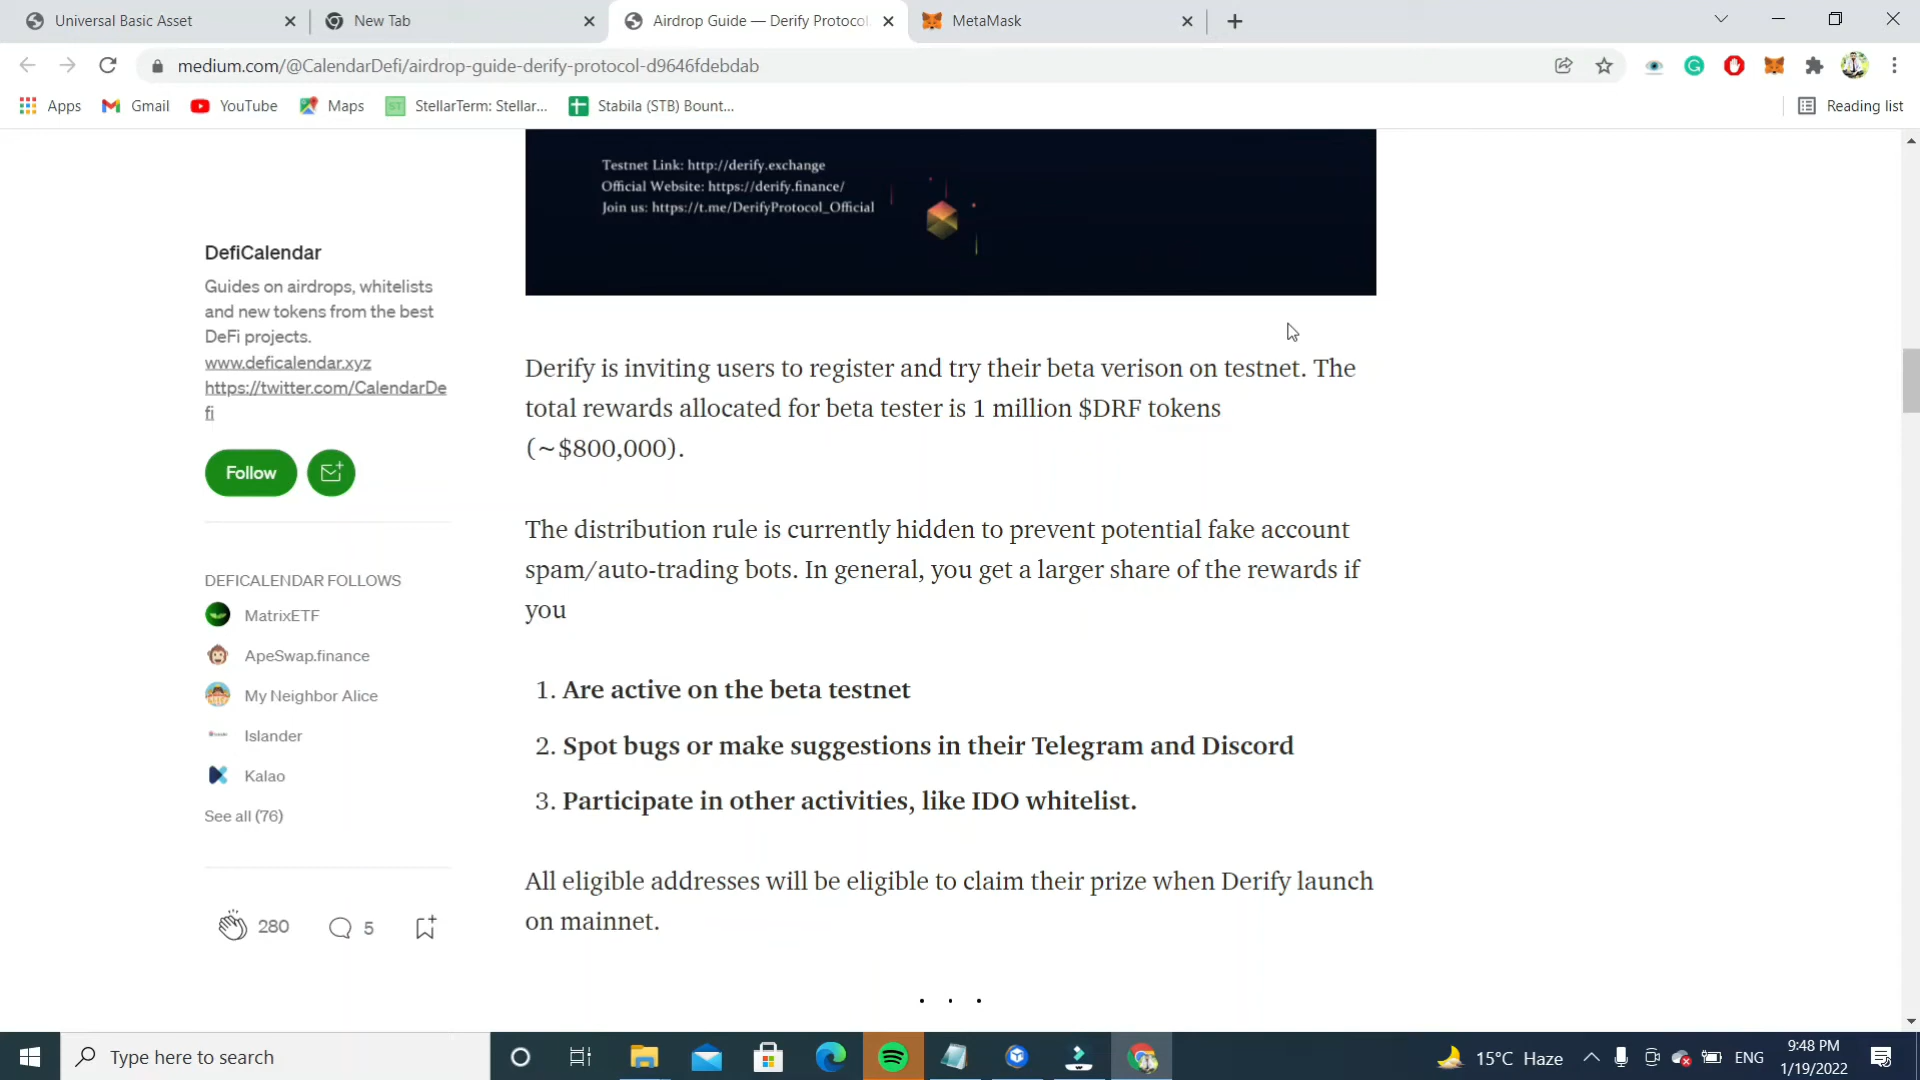 Universal Basic Asset
New Tab
Airdrop Guide — Derify Protocol
MetaMask
medium.com/@CalendarDefi/airdrop-guide-derify-protocol-d9646fdebdab
Apps
Gmail
YouTube
Maps
StellarTerm: Stellar...
Stabila (STB) Bount...
Reading list
Testnet Link: http://derify.exchange
Official Website: https://derify.finance/
Join us: https://t.me/DerifyProtocol_Official
DefiCalendar
Guides on airdrops, whitelists
and new tokens from the best
DeFi projects.
www.deficalendar.xyz
https://twitter.com/CalendarDe
fi
Follow
DEFICALENDAR FOLLOWS
MatrixETF
ApeSwap.finance
My Neighbor Alice
Islander
Kalao
See all (76)
280
5
Derify is inviting users to register and try their beta verison on testnet. The
total rewards allocated for beta tester is 1 million $DRF tokens
(~$800,000).
The distribution rule is currently hidden to prevent potential fake account
spam/auto-trading bots. In general, you get a larger share of the rewards if
you
1. Are active on the beta testnet
2. Spot bugs or make suggestions in their Telegram and Discord
3. Participate in other activities, like IDO whitelist.
All eligible addresses will be eligible to claim their prize when Derify launch
on mainnet.
. . .
Type here to search
15°C Haze
ENG
9:48 PM
1/19/2022